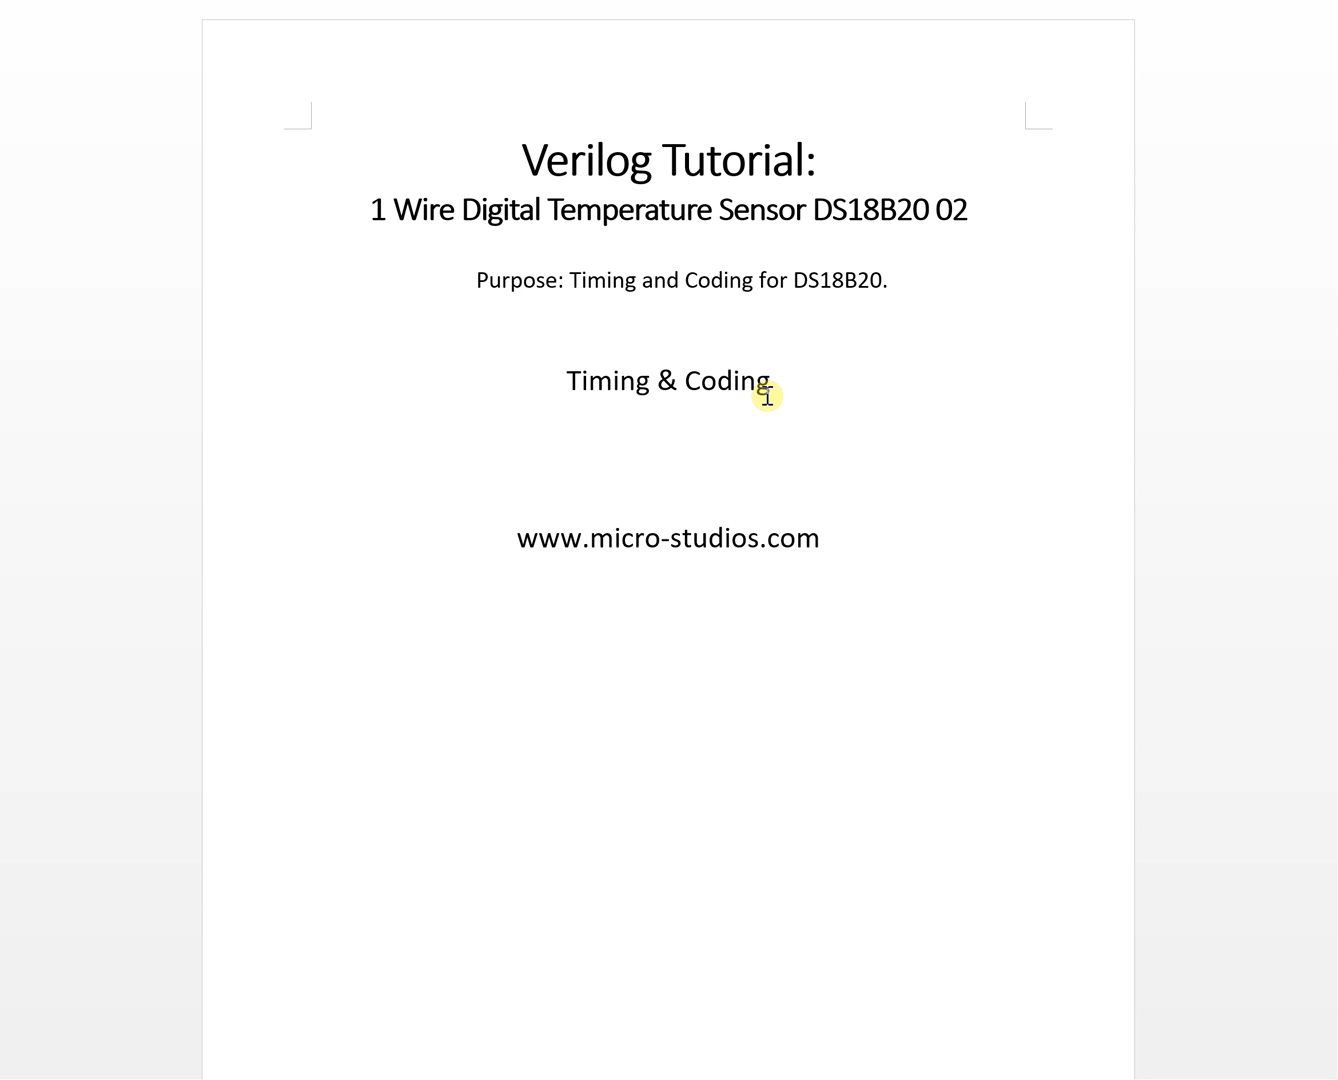 Verilog Tutorial:
1 Wire Digital Temperature Sensor DS18B20 02
Purpose: Timing and Coding for DS18B20.
Timing & Coding
www.micro-studios.com